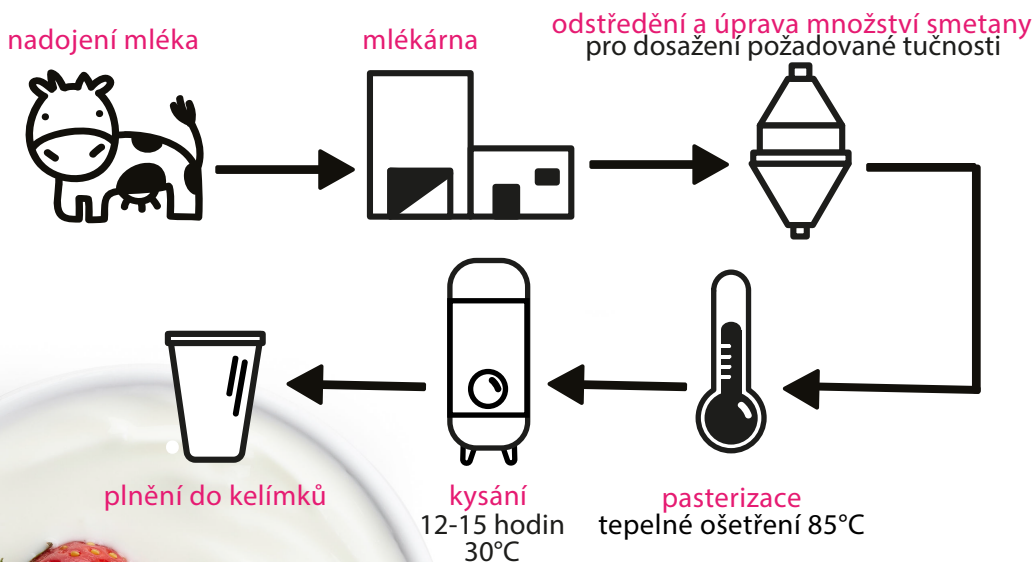 nadojení mléka
mlékárna
odstředění a úprava množství smetany
pro dosažení požadované tučnosti
plnění do kelímků
kysání
12-15 hodin
30°C
pasterizace
tepelné ošetření 85°C